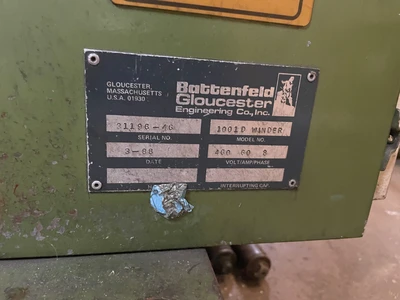 GLOUCESTER,
MASSACHUSETTS
U.S.A. 01930
Battenfeld
Gloucester
Engineering Co., Inc.
31196-46
1001D WINDER
SERIAL NO.
MODEL NO.
3-88
460 60 3
DATE
VOLT/AMP/PHASE
INTERRUPTING CAP.